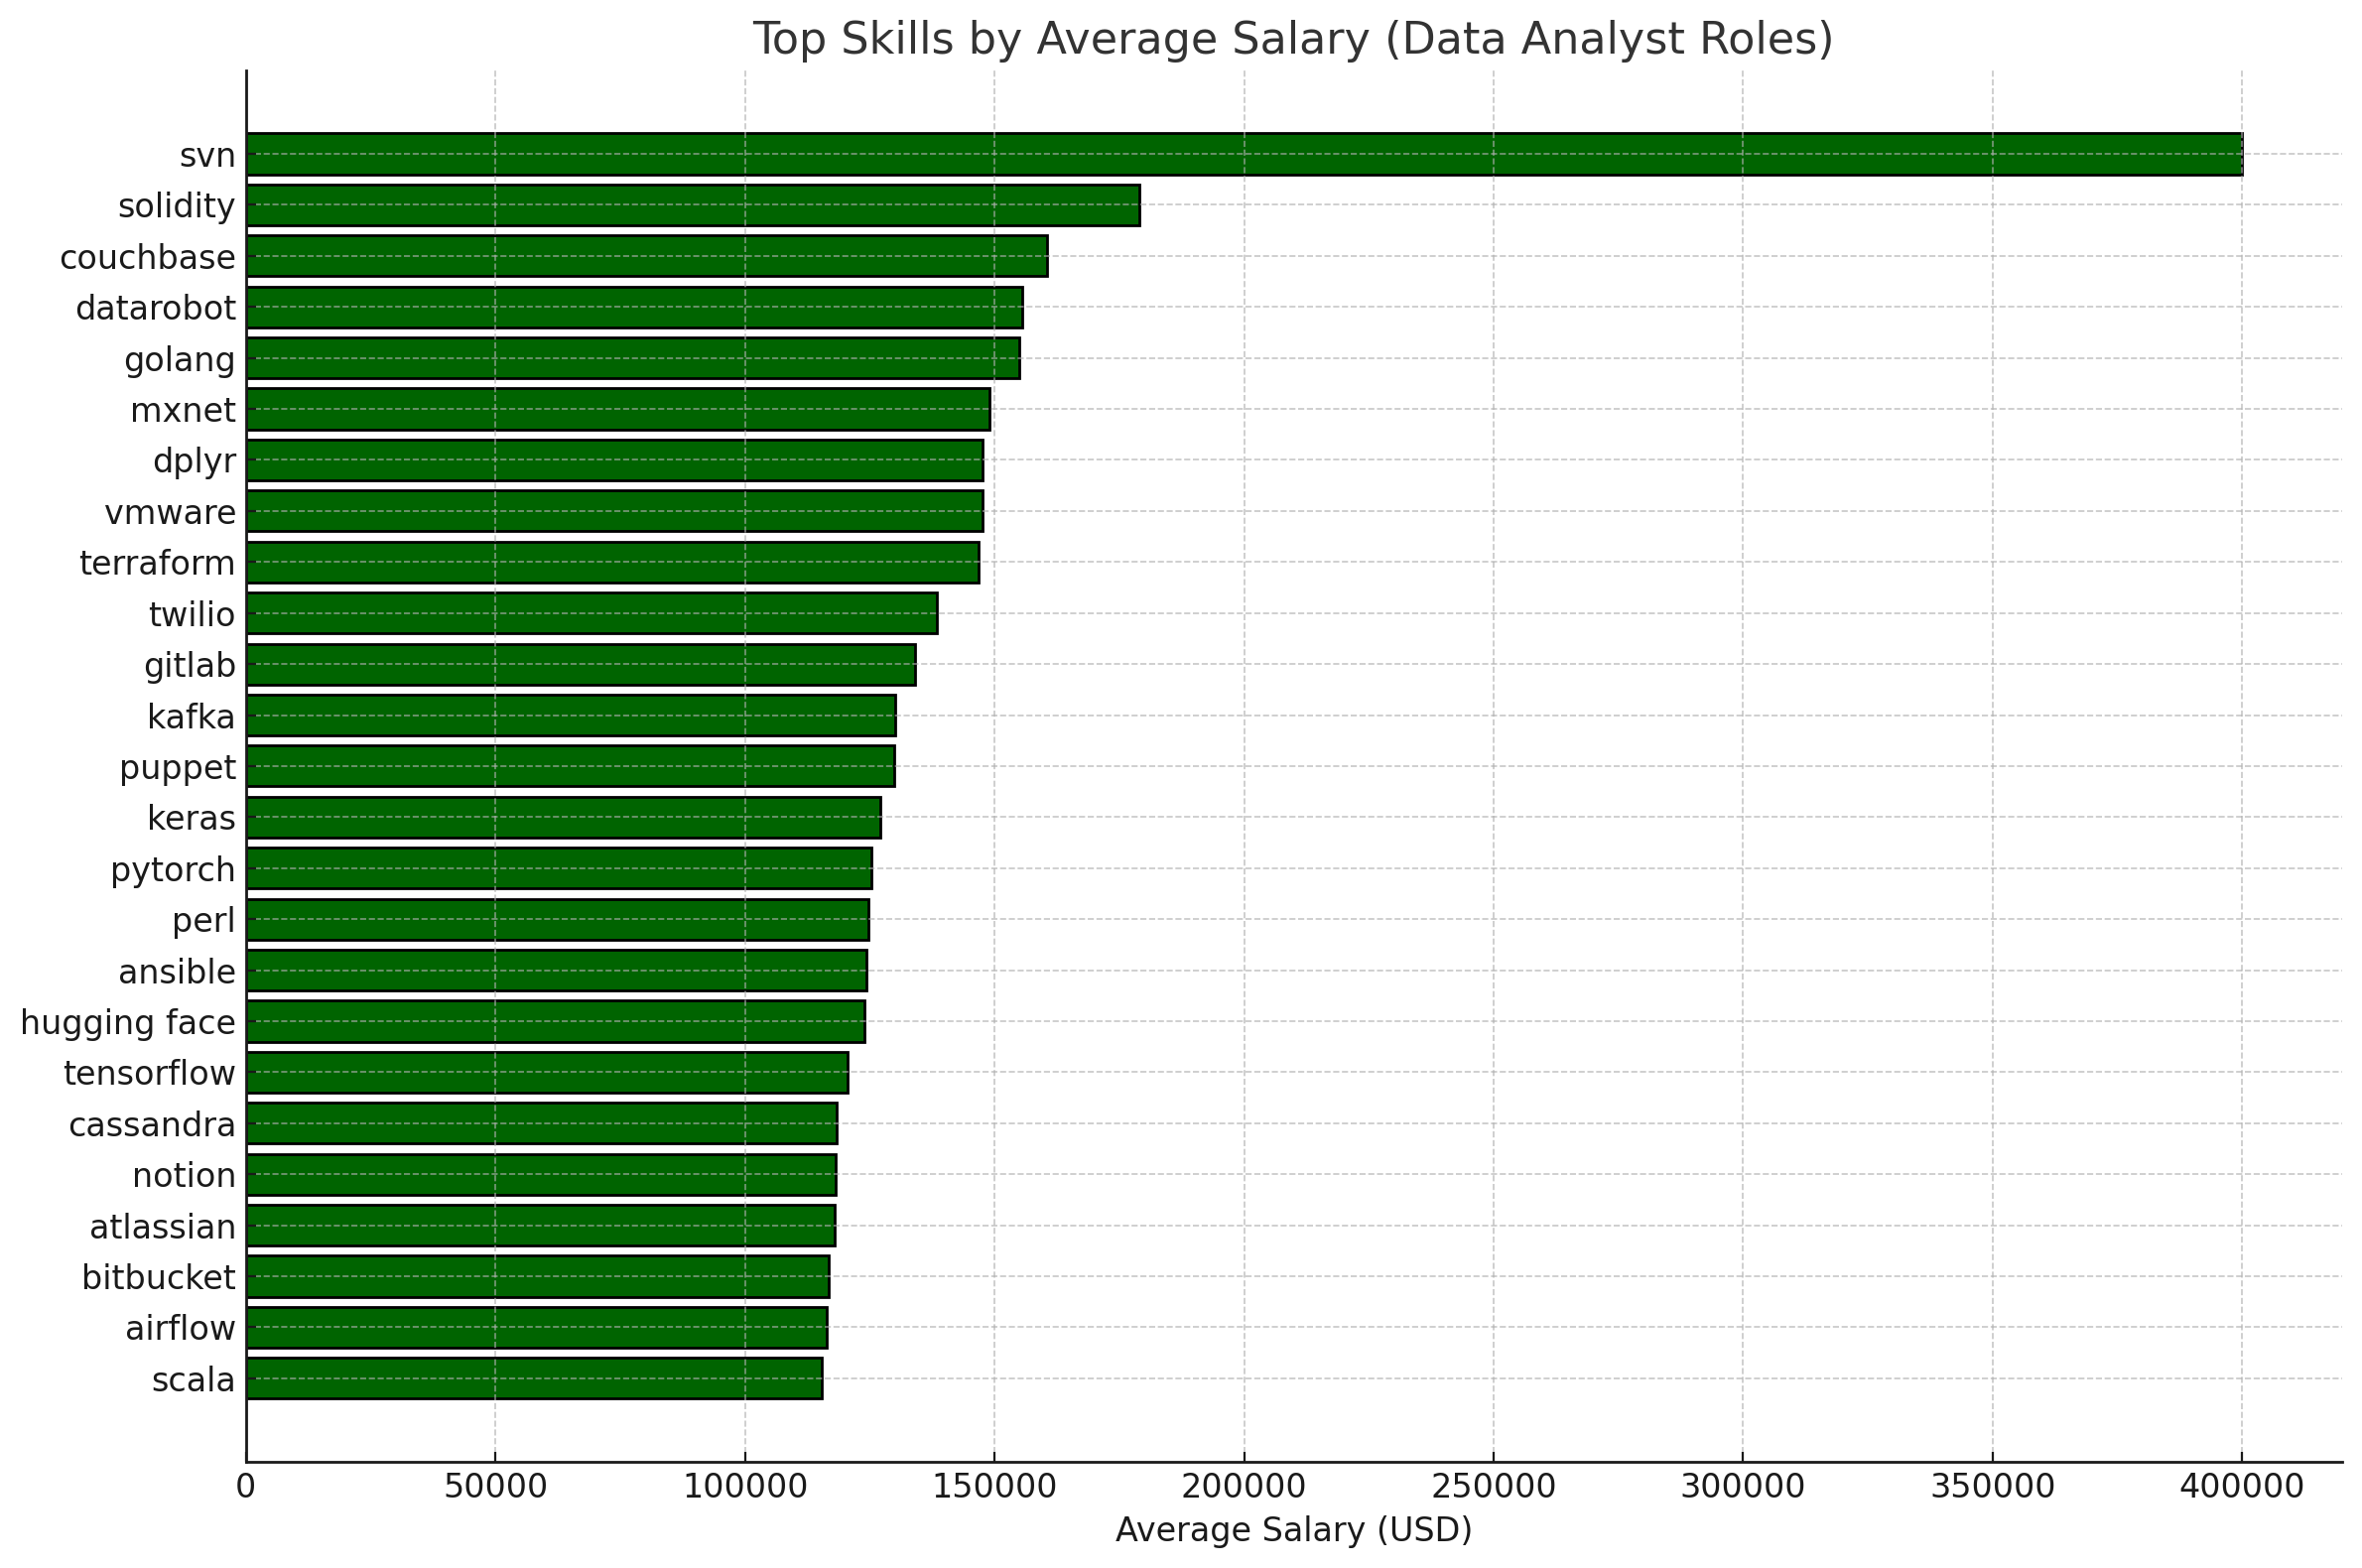 Top Skills by Average Salary (Data Analyst Roles)
svn
solidity
couchbase
datarobot
golang
mxnet
dplyr
vmware
terraform
twilio
gitlab
kafka
puppet
keras
pytorch
perl
ansible
hugging face
tensorflow
cassandra
notion
atlassian
bitbucket
airflow
scala
0 50000 100000 150000 200000 250000 300000 350000 400000
Average Salary (USD)